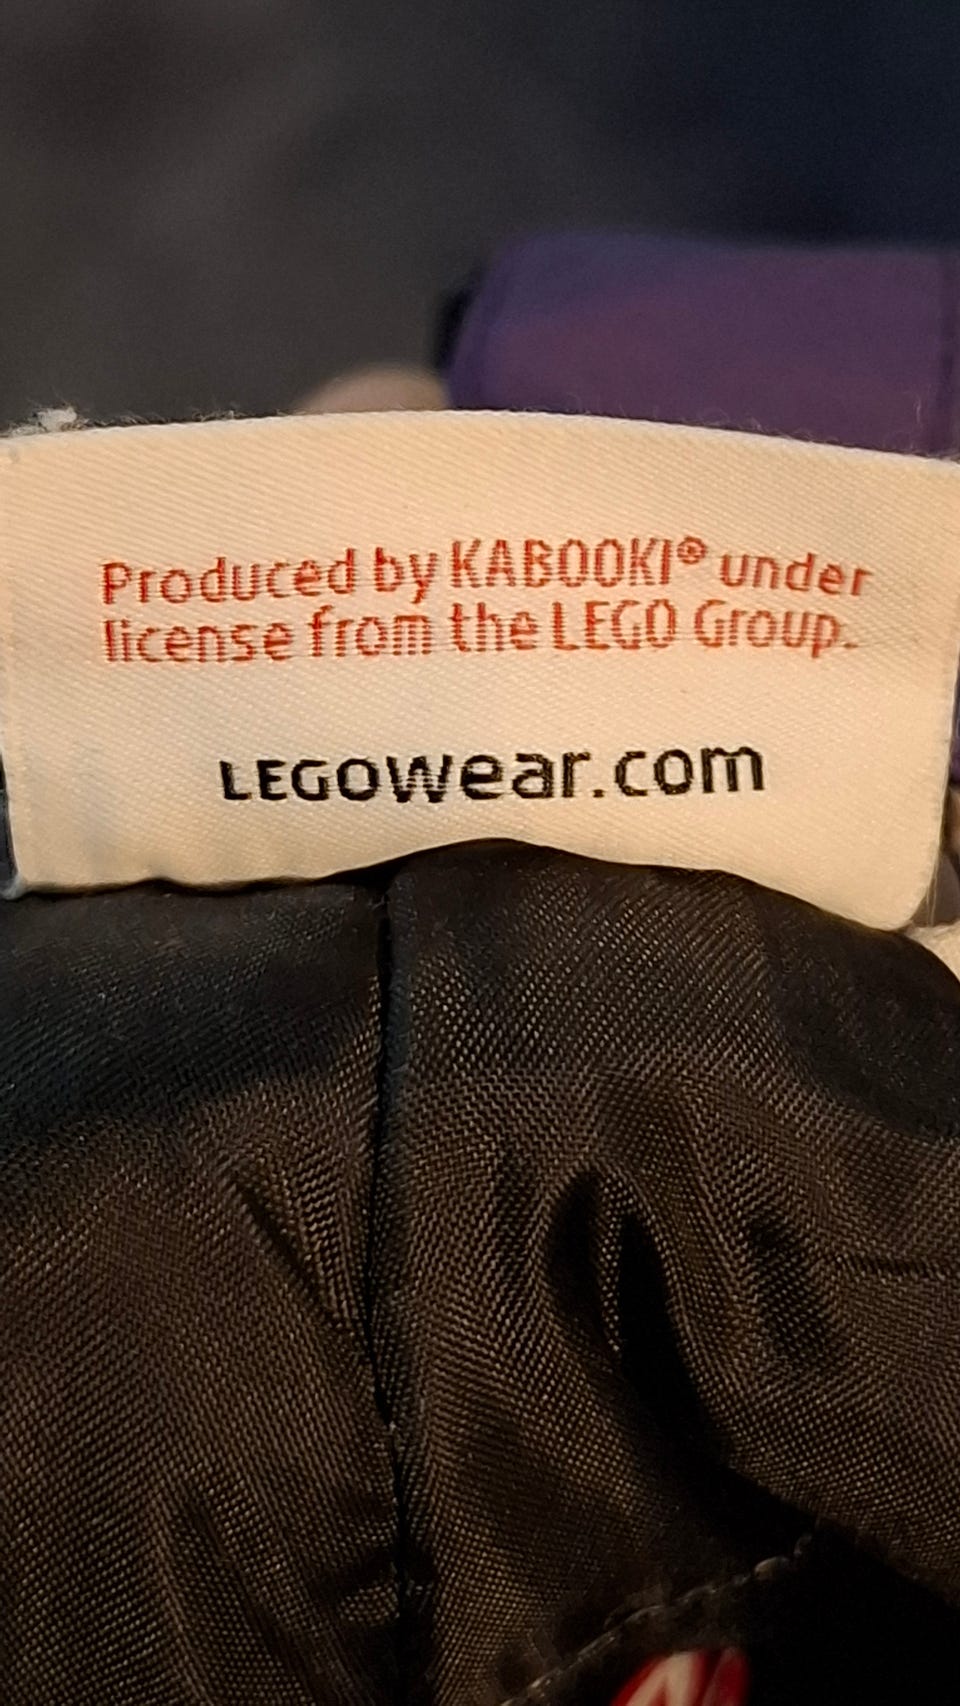 Produced by KABOOKI® under
license from the LEGO Group.
LEGOwear.com